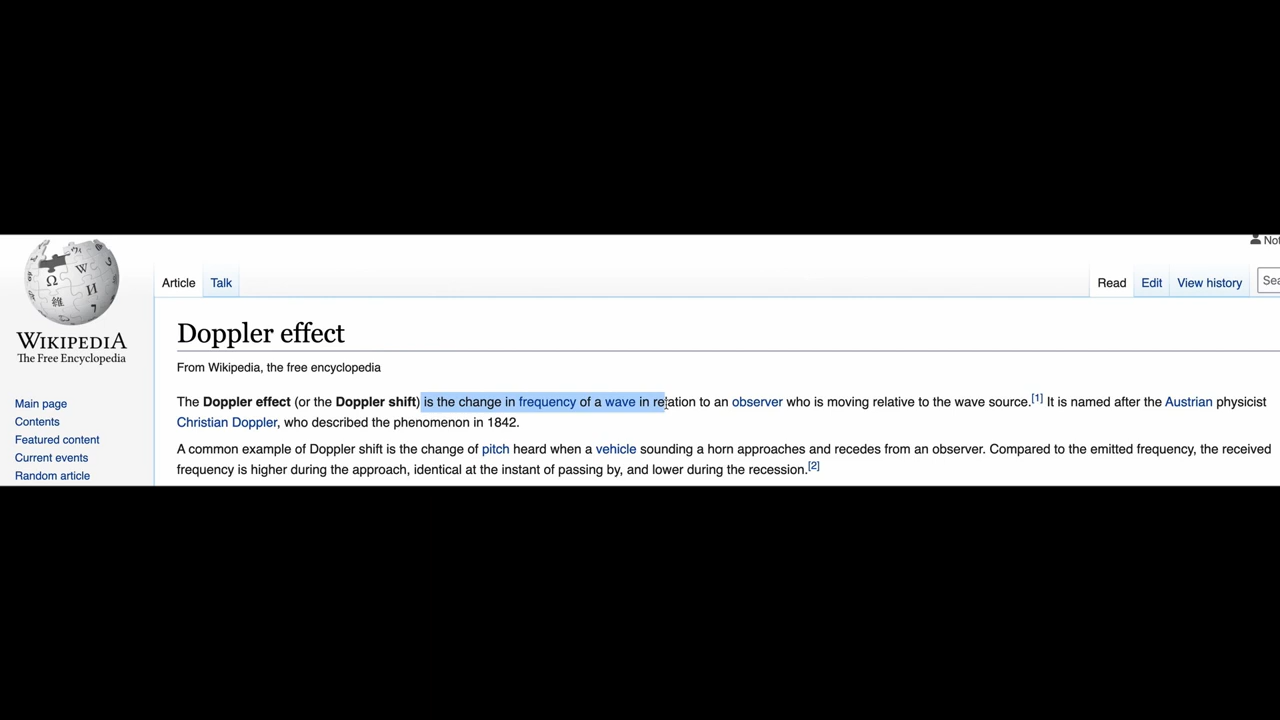 Not
Article Talk Read Edit View history Sea
WIKIPEDIA
The Free Encyclopedia
Doppler effect
From Wikipedia, the free encyclopedia
Main page
Contents
Featured content
Current events
Random article
The Doppler effect (or the Doppler shift) is the change in frequency of a wave in relation to an observer who is moving relative to the wave source.[1] It is named after the Austrian physicist
Christian Doppler, who described the phenomenon in 1842.
A common example of Doppler shift is the change of pitch heard when a vehicle sounding a horn approaches and recedes from an observer. Compared to the emitted frequency, the received
frequency is higher during the approach, identical at the instant of passing by, and lower during the recession.[2]